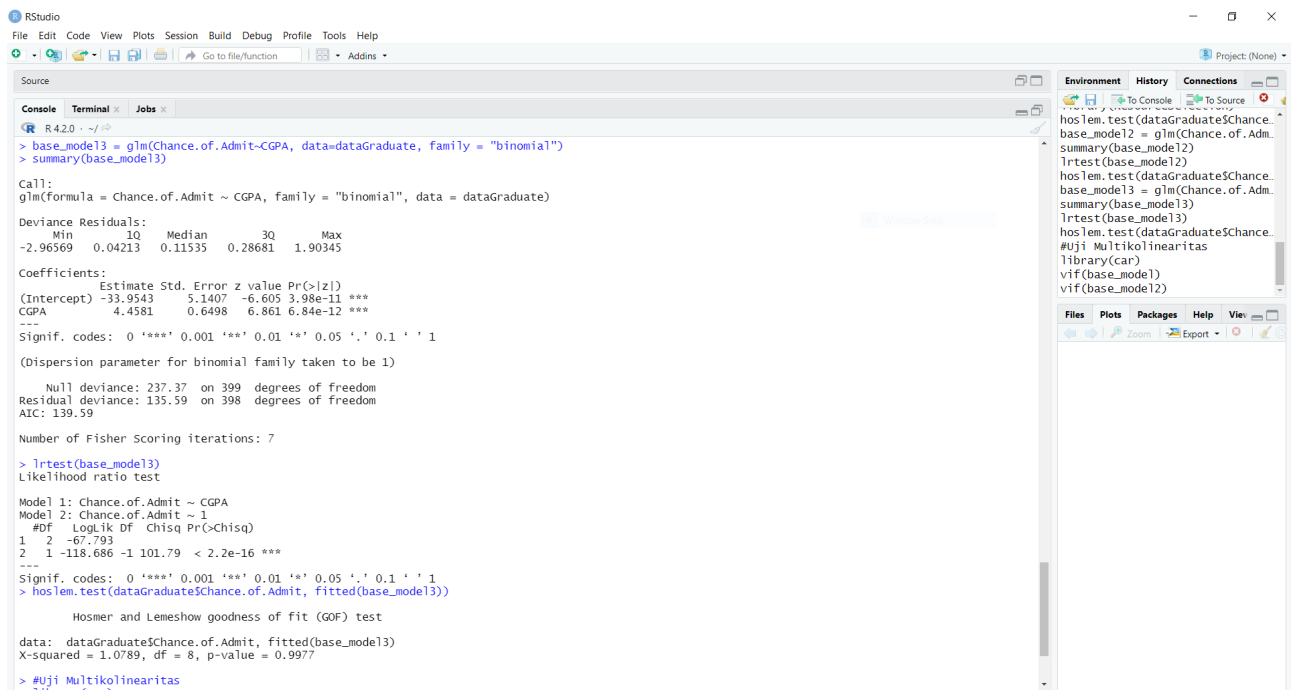 RStudio
File Edit Code View Plots Session Build Debug Profile Tools Help
Go to file/function Addins Project: (None)
Source
Console Terminal Jobs
R 4.2.0 · ~/
> base_model3 = glm(Chance.of.Admit~CGPA, data=dataGraduate, family = "binomial")
> summary(base_model3)
Call:
glm(formula = Chance.of.Admit ~ CGPA, family = "binomial", data = dataGraduate)
Deviance Residuals:
Min 1Q Median 3Q Max
-2.96569 0.04213 0.11535 0.28681 1.90345
Coefficients:
Estimate Std. Error z value Pr(>|z|)
(Intercept) -33.9543 5.1407 -6.605 3.98e-11 ***
CGPA 4.4581 0.6498 6.861 6.84e-12 ***
---
Signif. codes: 0 ‘***’ 0.001 ‘**’ 0.01 ‘*’ 0.05 ‘.’ 0.1 ‘ ’ 1
(Dispersion parameter for binomial family taken to be 1)
Null deviance: 237.37 on 399 degrees of freedom
Residual deviance: 135.59 on 398 degrees of freedom
AIC: 139.59
Number of Fisher Scoring iterations: 7
> lrtest(base_model3)
Likelihood ratio test
Model 1: Chance.of.Admit ~ CGPA
Model 2: Chance.of.Admit ~ 1
#Df LogLik Df Chisq Pr(>Chisq)
1 2 -67.793
2 1 -118.686 -1 101.79 < 2.2e-16 ***
---
Signif. codes: 0 ‘***’ 0.001 ‘**’ 0.01 ‘*’ 0.05 ‘.’ 0.1 ‘ ’ 1
> hoslem.test(dataGraduate$Chance.of.Admit, fitted(base_model3))
Hosmer and Lemeshow goodness of fit (GOF) test
data: dataGraduate$Chance.of.Admit, fitted(base_model3)
X-squared = 1.0789, df = 8, p-value = 0.9977
> #Uji Multikolinearitas
Environment History Connections
To Console To Source
hoslem.test(dataGraduate$Chance…
base_model2 = glm(Chance.of.Adm…
summary(base_model2)
lrtest(base_model2)
hoslem.test(dataGraduate$Chance…
base_model3 = glm(Chance.of.Adm…
summary(base_model3)
lrtest(base_model3)
hoslem.test(dataGraduate$Chance…
#Uji Multikolinearitas
library(car)
vif(base_model)
vif(base_model2)
Files Plots Packages Help View
Zoom Export